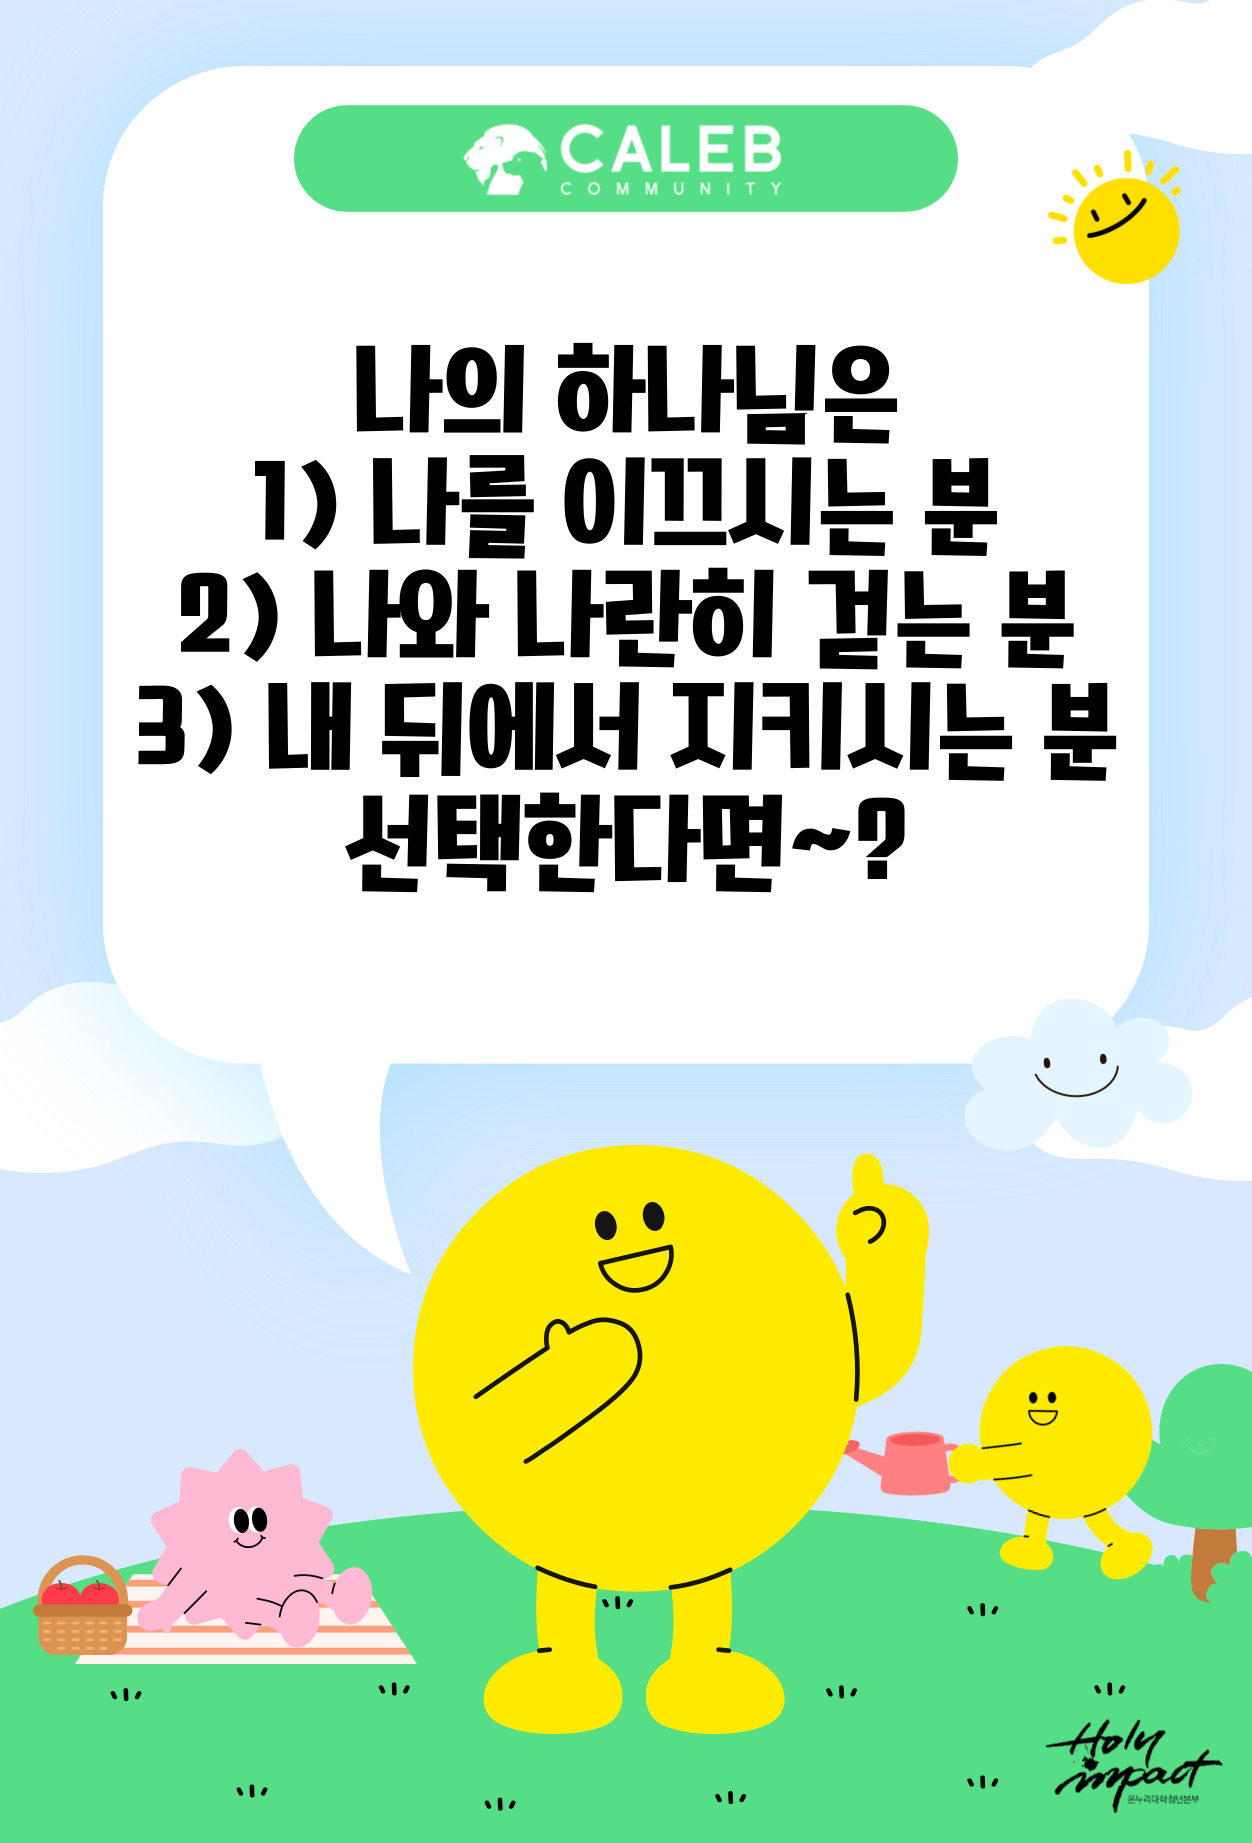 CALEB
COMMUNITY
나의 하나님은
1) 나를 이끄시는 분
2) 나와 나란히 걷는 분
3) 내 뒤에서 지키시는 분
선택한다면~?
Holy
impact
온누리대학청년본부